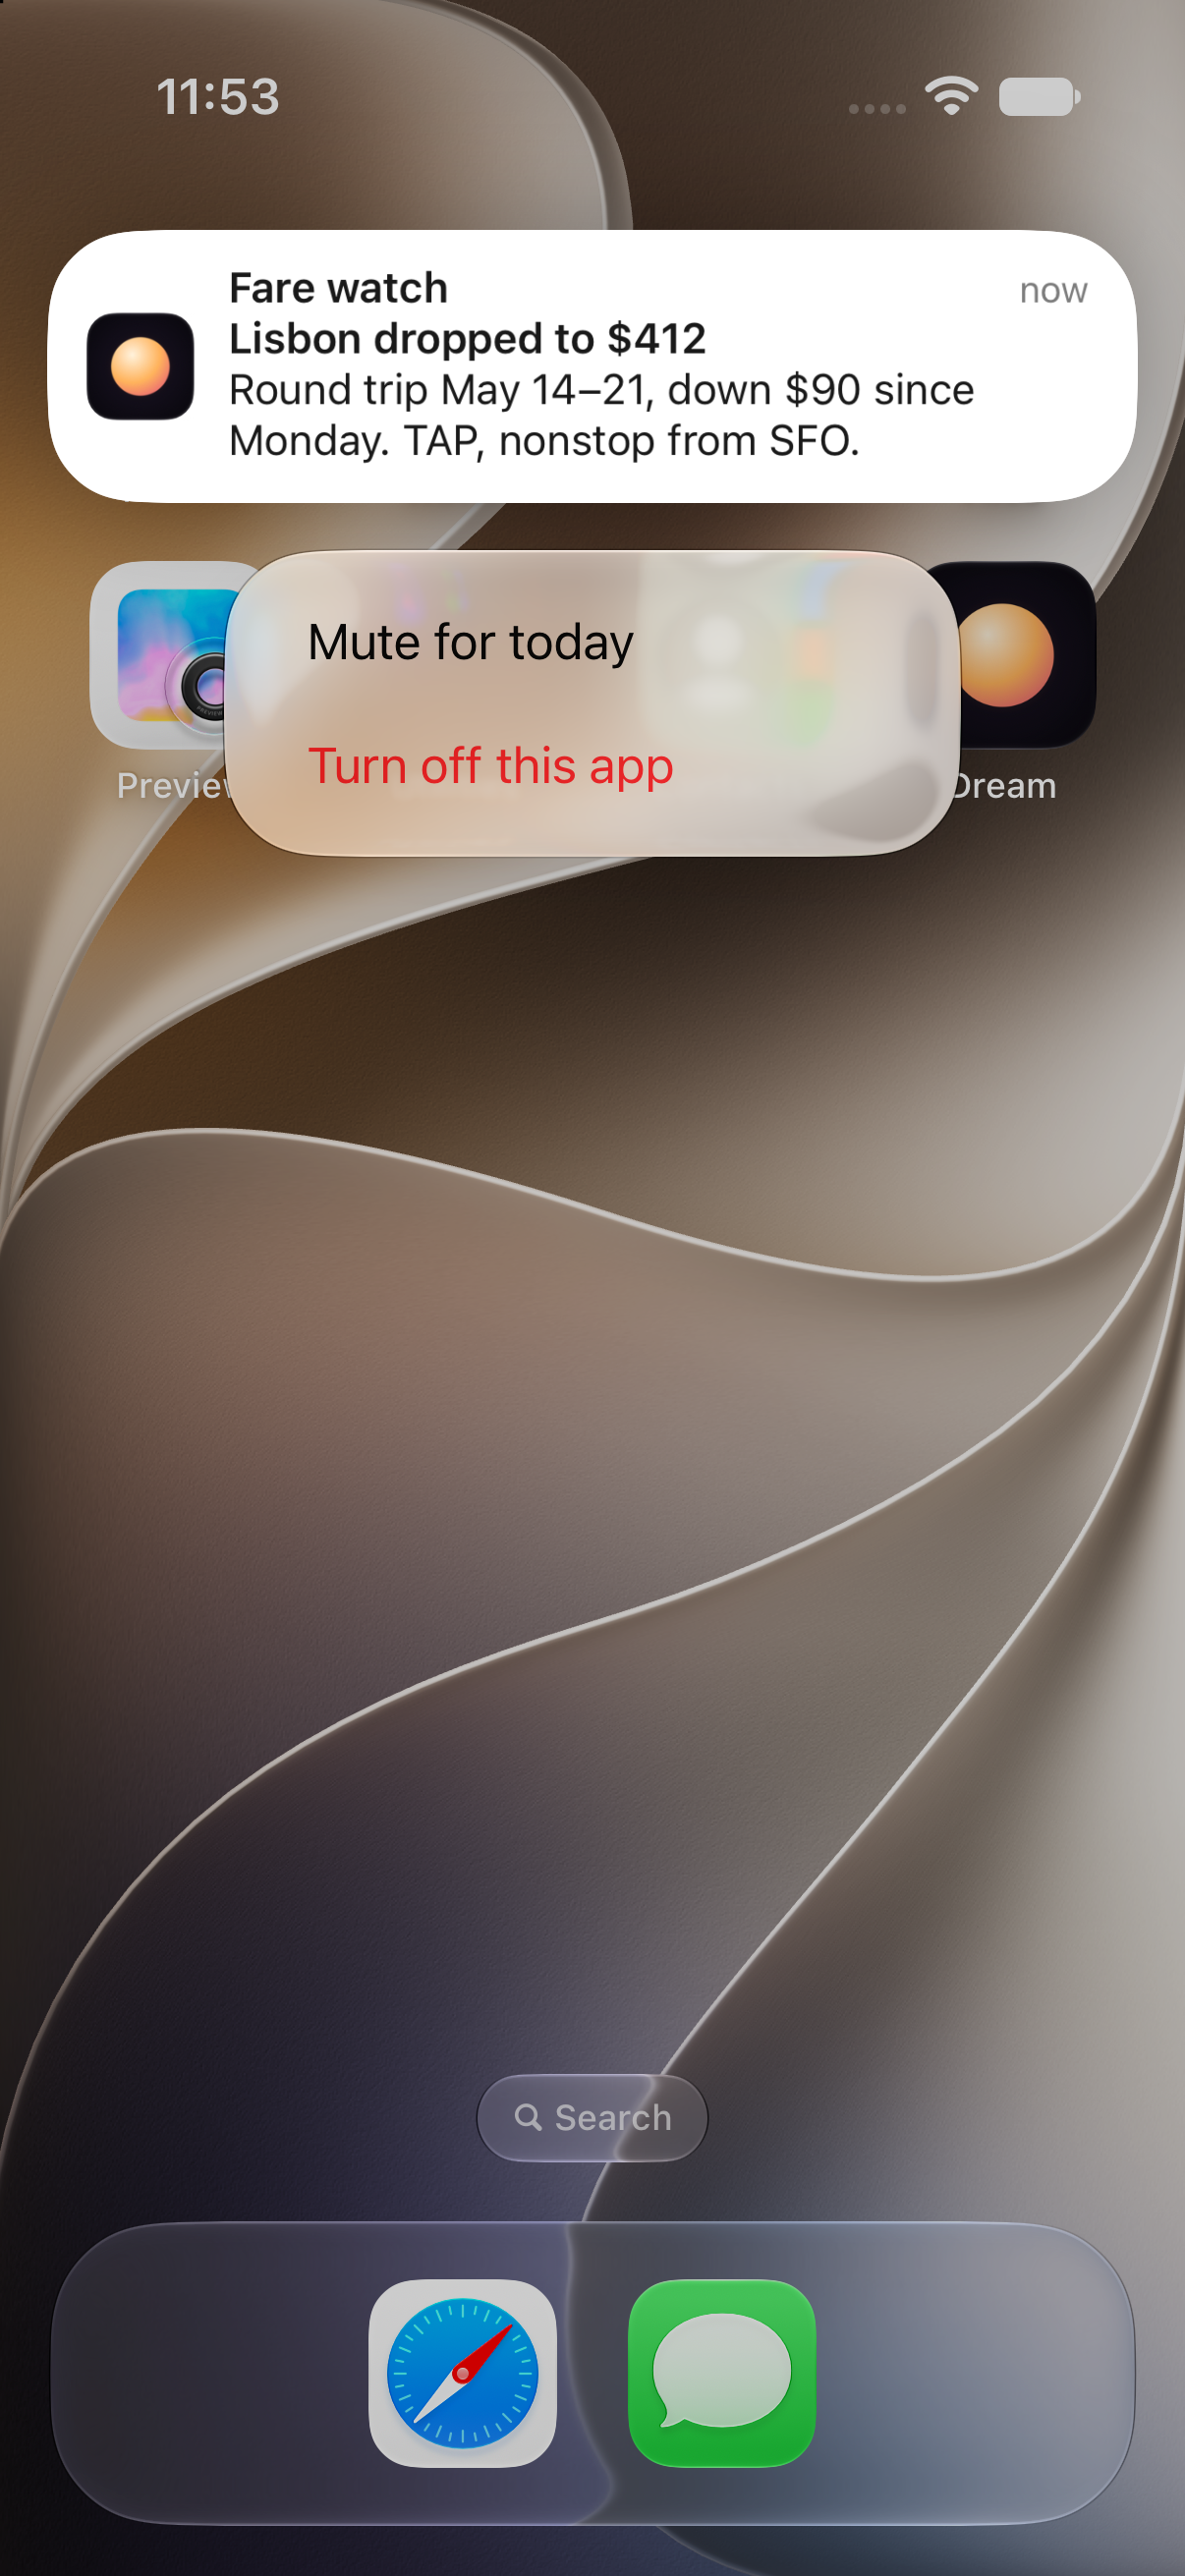 11:53
Fare watch
now
Lisbon dropped to $412
Round trip May 14–21, down $90 since
Monday. TAP, nonstop from SFO.
Mute for today
Turn off this app
Dream
Search